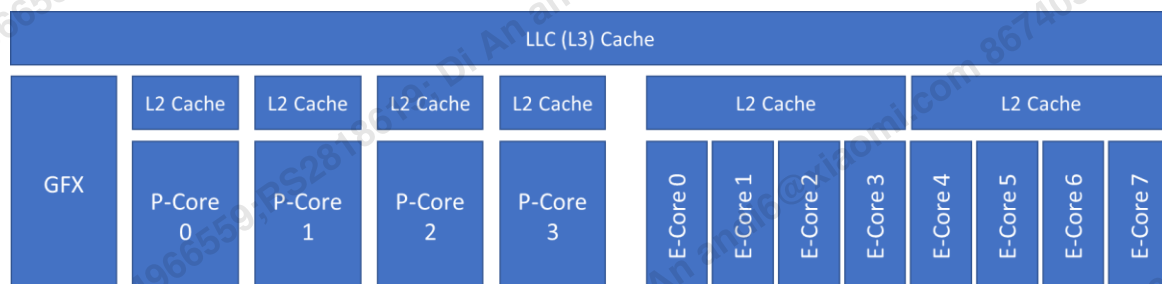 LLC (L3) Cache
GFX
L2 Cache
L2 Cache
L2 Cache
L2 Cache
L2 Cache
L2 Cache
P-Core
0
P-Core
1
P-Core
2
P-Core
3
E-Core 0
E-Core 1
E-Core 2
E-Core 3
E-Core 4
E-Core 5
E-Core 6
E-Core 7